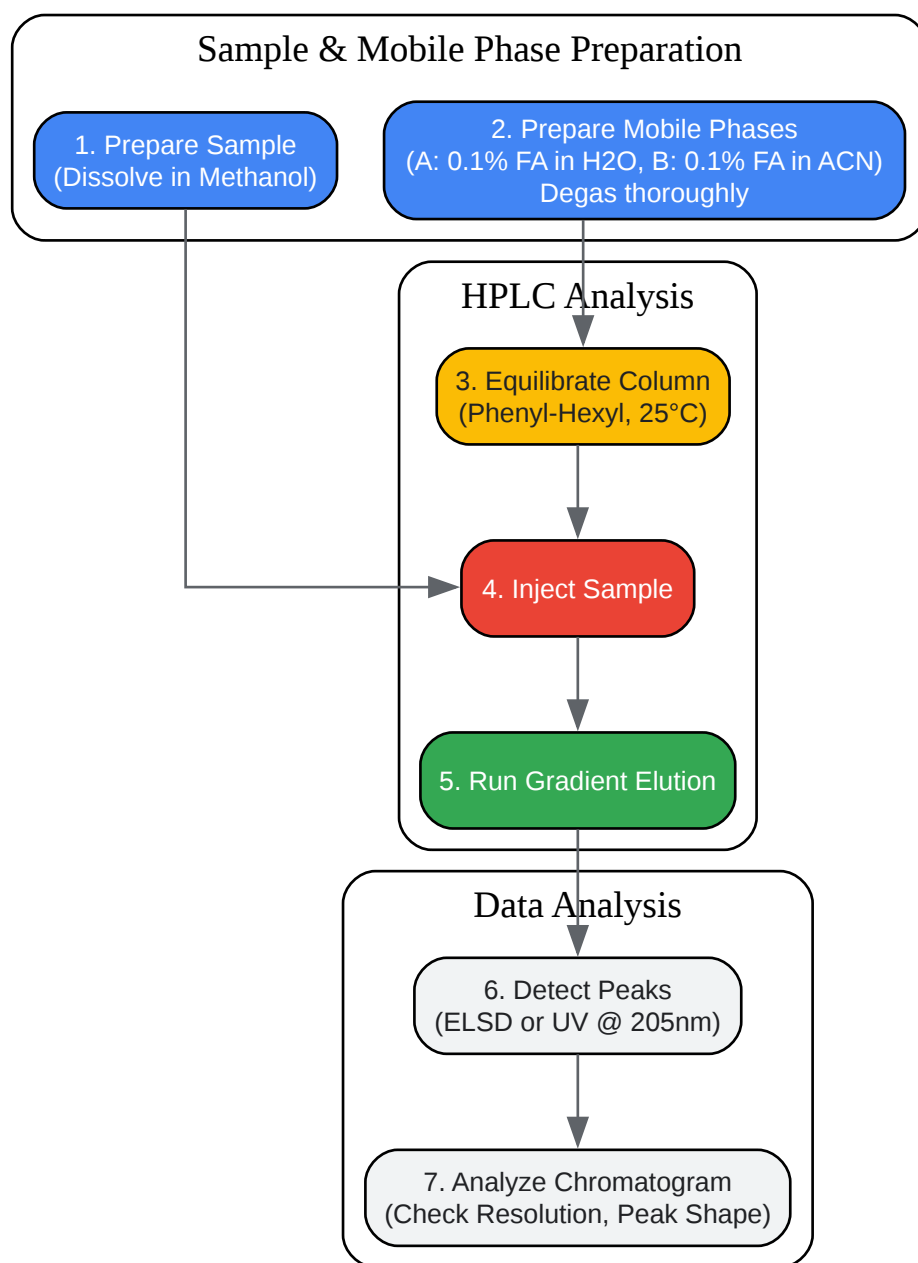 Sample & Mobile Phase Preparation
1. Prepare Sample
(Dissolve in Methanol)
2. Prepare Mobile Phases
(A: 0.1% FA in H2O, B: 0.1% FA in ACN)
Degas thoroughly
HPLC Analysis
3. Equilibrate Column
(Phenyl-Hexyl, 25°C)
4. Inject Sample
5. Run Gradient Elution
Data Analysis
6. Detect Peaks
(ELSD or UV @ 205nm)
7. Analyze Chromatogram
(Check Resolution, Peak Shape)